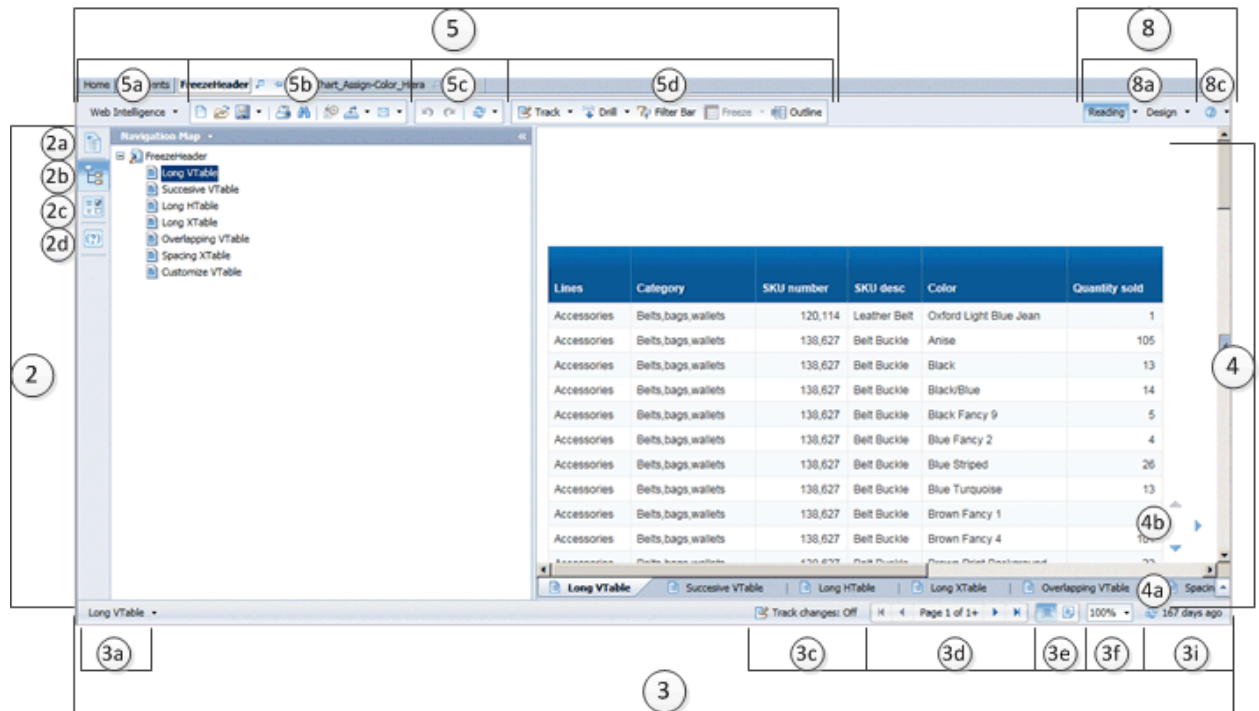 5
8
Home
ents
FreezeHeader
hart_Assign-Color_Hiera
5a
5b
5c
5d
8a
8c
Web Intelligence
Track
Drill
Filter Bar
Freeze
Outline
Reading
Design
2a
2b
2c
2d
Navigation Map
FreezeHeader
Long VTable
Succesive VTable
Long HTable
Long XTable
Overlapping VTable
Spacing XTable
Customize VTable
2
4
Lines Category SKU number SKU desc Color Quantity sold
Accessories Belts,bags,wallets 120,114 Leather Belt Oxford Light Blue Jean 1
Accessories Belts,bags,wallets 138,627 Belt Buckle Anise 105
Accessories Belts,bags,wallets 138,627 Belt Buckle Black 13
Accessories Belts,bags,wallets 138,627 Belt Buckle Black/Blue 14
Accessories Belts,bags,wallets 138,627 Belt Buckle Black Fancy 9 5
Accessories Belts,bags,wallets 138,627 Belt Buckle Blue Fancy 2 4
Accessories Belts,bags,wallets 138,627 Belt Buckle Blue Striped 26
Accessories Belts,bags,wallets 138,627 Belt Buckle Blue Turquoise 13
Accessories Belts,bags,wallets 138,627 Belt Buckle Brown Fancy 1
Accessories Belts,bags,wallets 138,627 Belt Buckle Brown Fancy 4
4b
Long VTable Succesive VTable Long HTable Long XTable Overlapping VTable Spacin
4a
Long VTable
Track changes: Off
Page 1 of 1+
100%
167 days ago
3a
3c
3d
3e
3f
3i
3